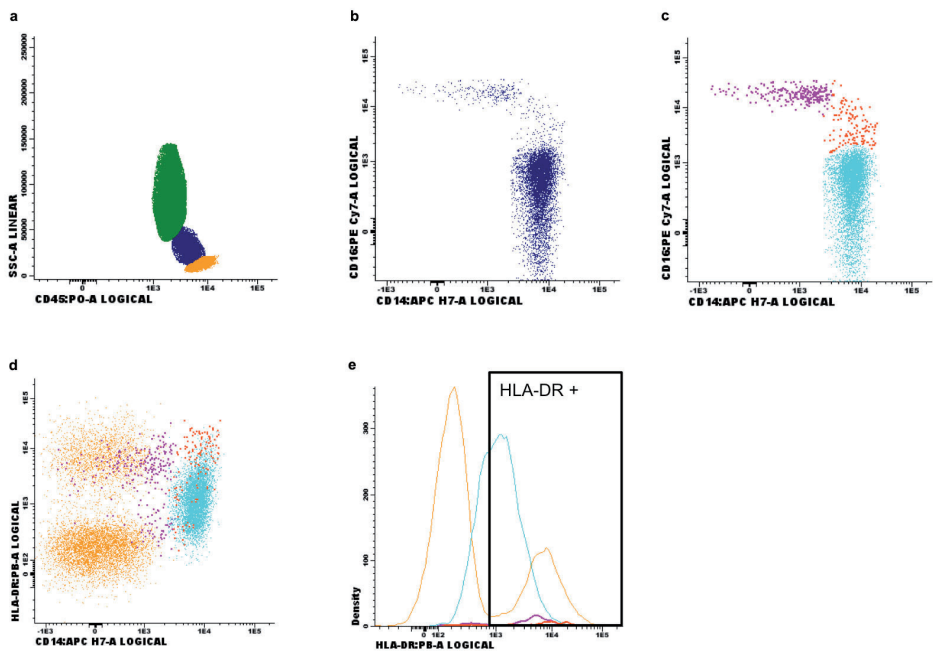 a
250000
200000
150000
100000
50000
0
SSC-A LINEAR
1E3
1E4
1E5
CD45:PO-A LOGICAL
b
1E5
1E4
1E3
0
CD16:PE Cy7-A LOGICAL
-1E3
0
1E3
1E4
1E5
CD14:APC H7-A LOGICAL
c
1E5
1E4
1E3
0
CD16:PE Cy7-A LOGICAL
-1E3
0
1E3
1E4
1E5
CD14:APC H7-A LOGICAL
d
1E5
1E4
1E3
1E2
0
HLA-DR:PB-A LOGICAL
-1E3
0
1E3
1E4
1E5
CD14:APC H7-A LOGICAL
e
HLA-DR +
300
200
100
0
Density
0
1E2
1E3
1E4
1E5
HLA-DR:PB-A LOGICAL